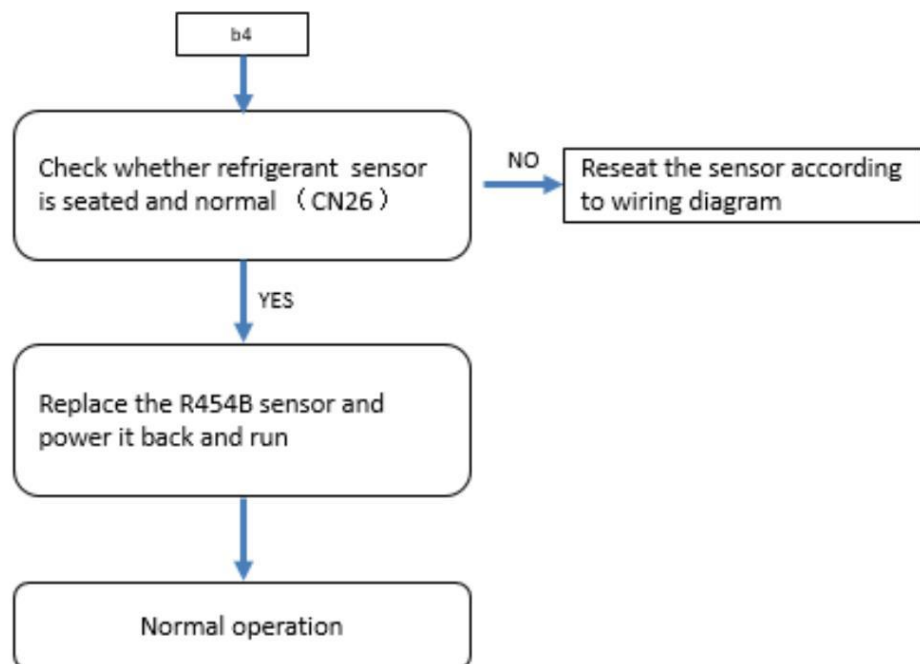 b4
Check whether refrigerant sensor
is seated and normal （CN26）
NO
Reseat the sensor according
to wiring diagram
YES
Replace the R454B sensor and
power it back and run
Normal operation